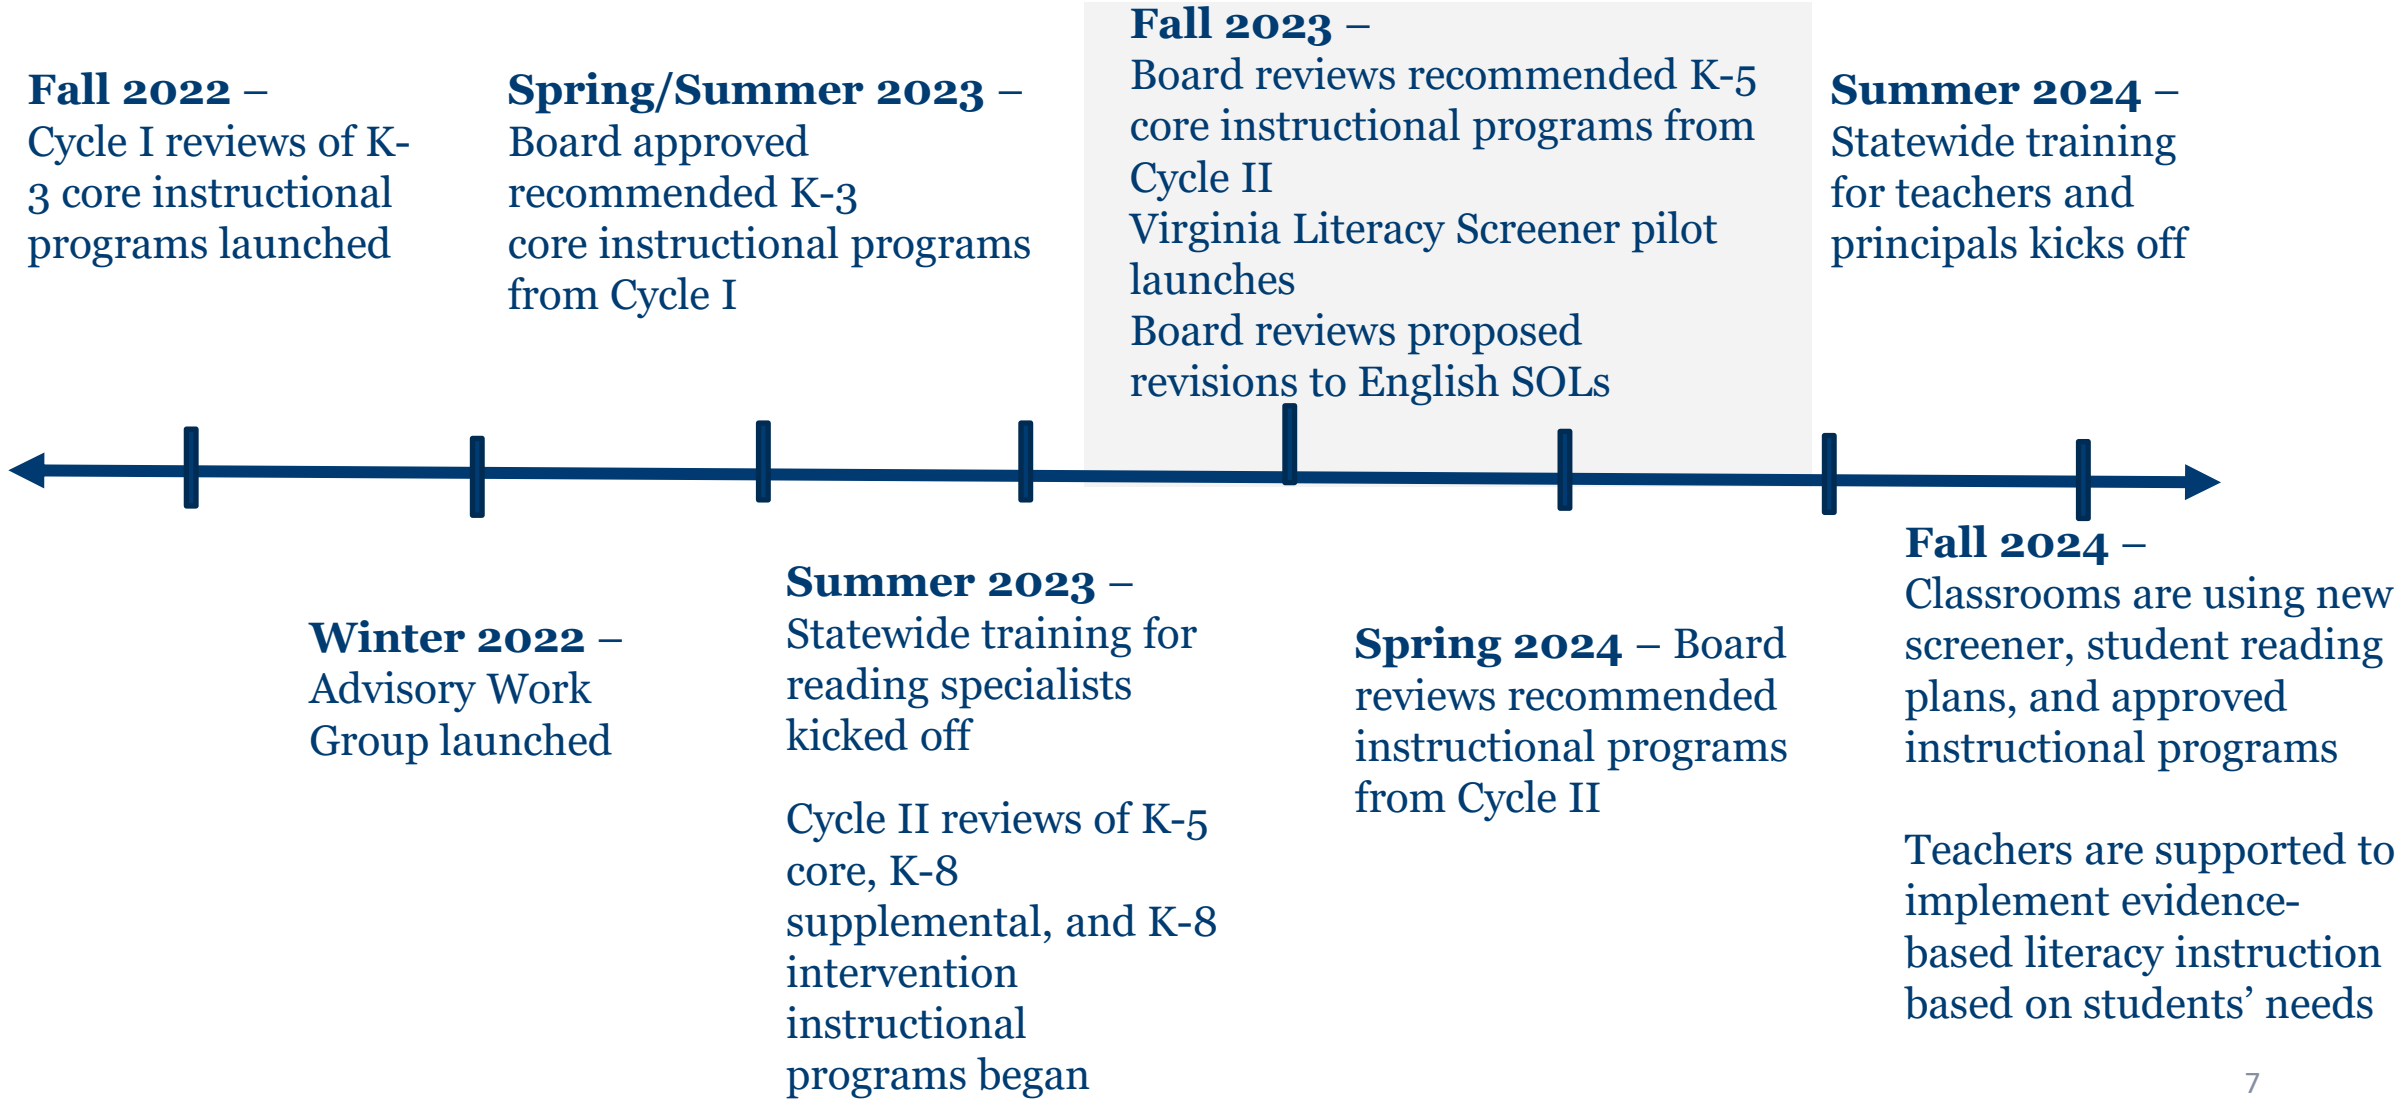 Fall 2022 –
Cycle I reviews of K-
3 core instructional
programs launched
Winter 2022 –
Advisory Work
Group launched
Spring/Summer 2023 –
Board approved
recommended K-3
core instructional programs
from Cycle I
Summer 2023 –
Statewide training for
reading specialists
kicked off
Cycle II reviews of K-5
core, K-8
supplemental, and K-8
intervention
instructional
programs began
Fall 2023 –
Board reviews recommended K-5
core instructional programs from
Cycle II
Virginia Literacy Screener pilot
launches
Board reviews proposed
revisions to English SOLs
Spring 2024 – Board
reviews recommended
instructional programs
from Cycle II
Summer 2024 –
Statewide training
for teachers and
principals kicks off
Fall 2024 –
Classrooms are using new
screener, student reading
plans, and approved
instructional programs
Teachers are supported to
implement evidence-
based literacy instruction
based on students’ needs
7